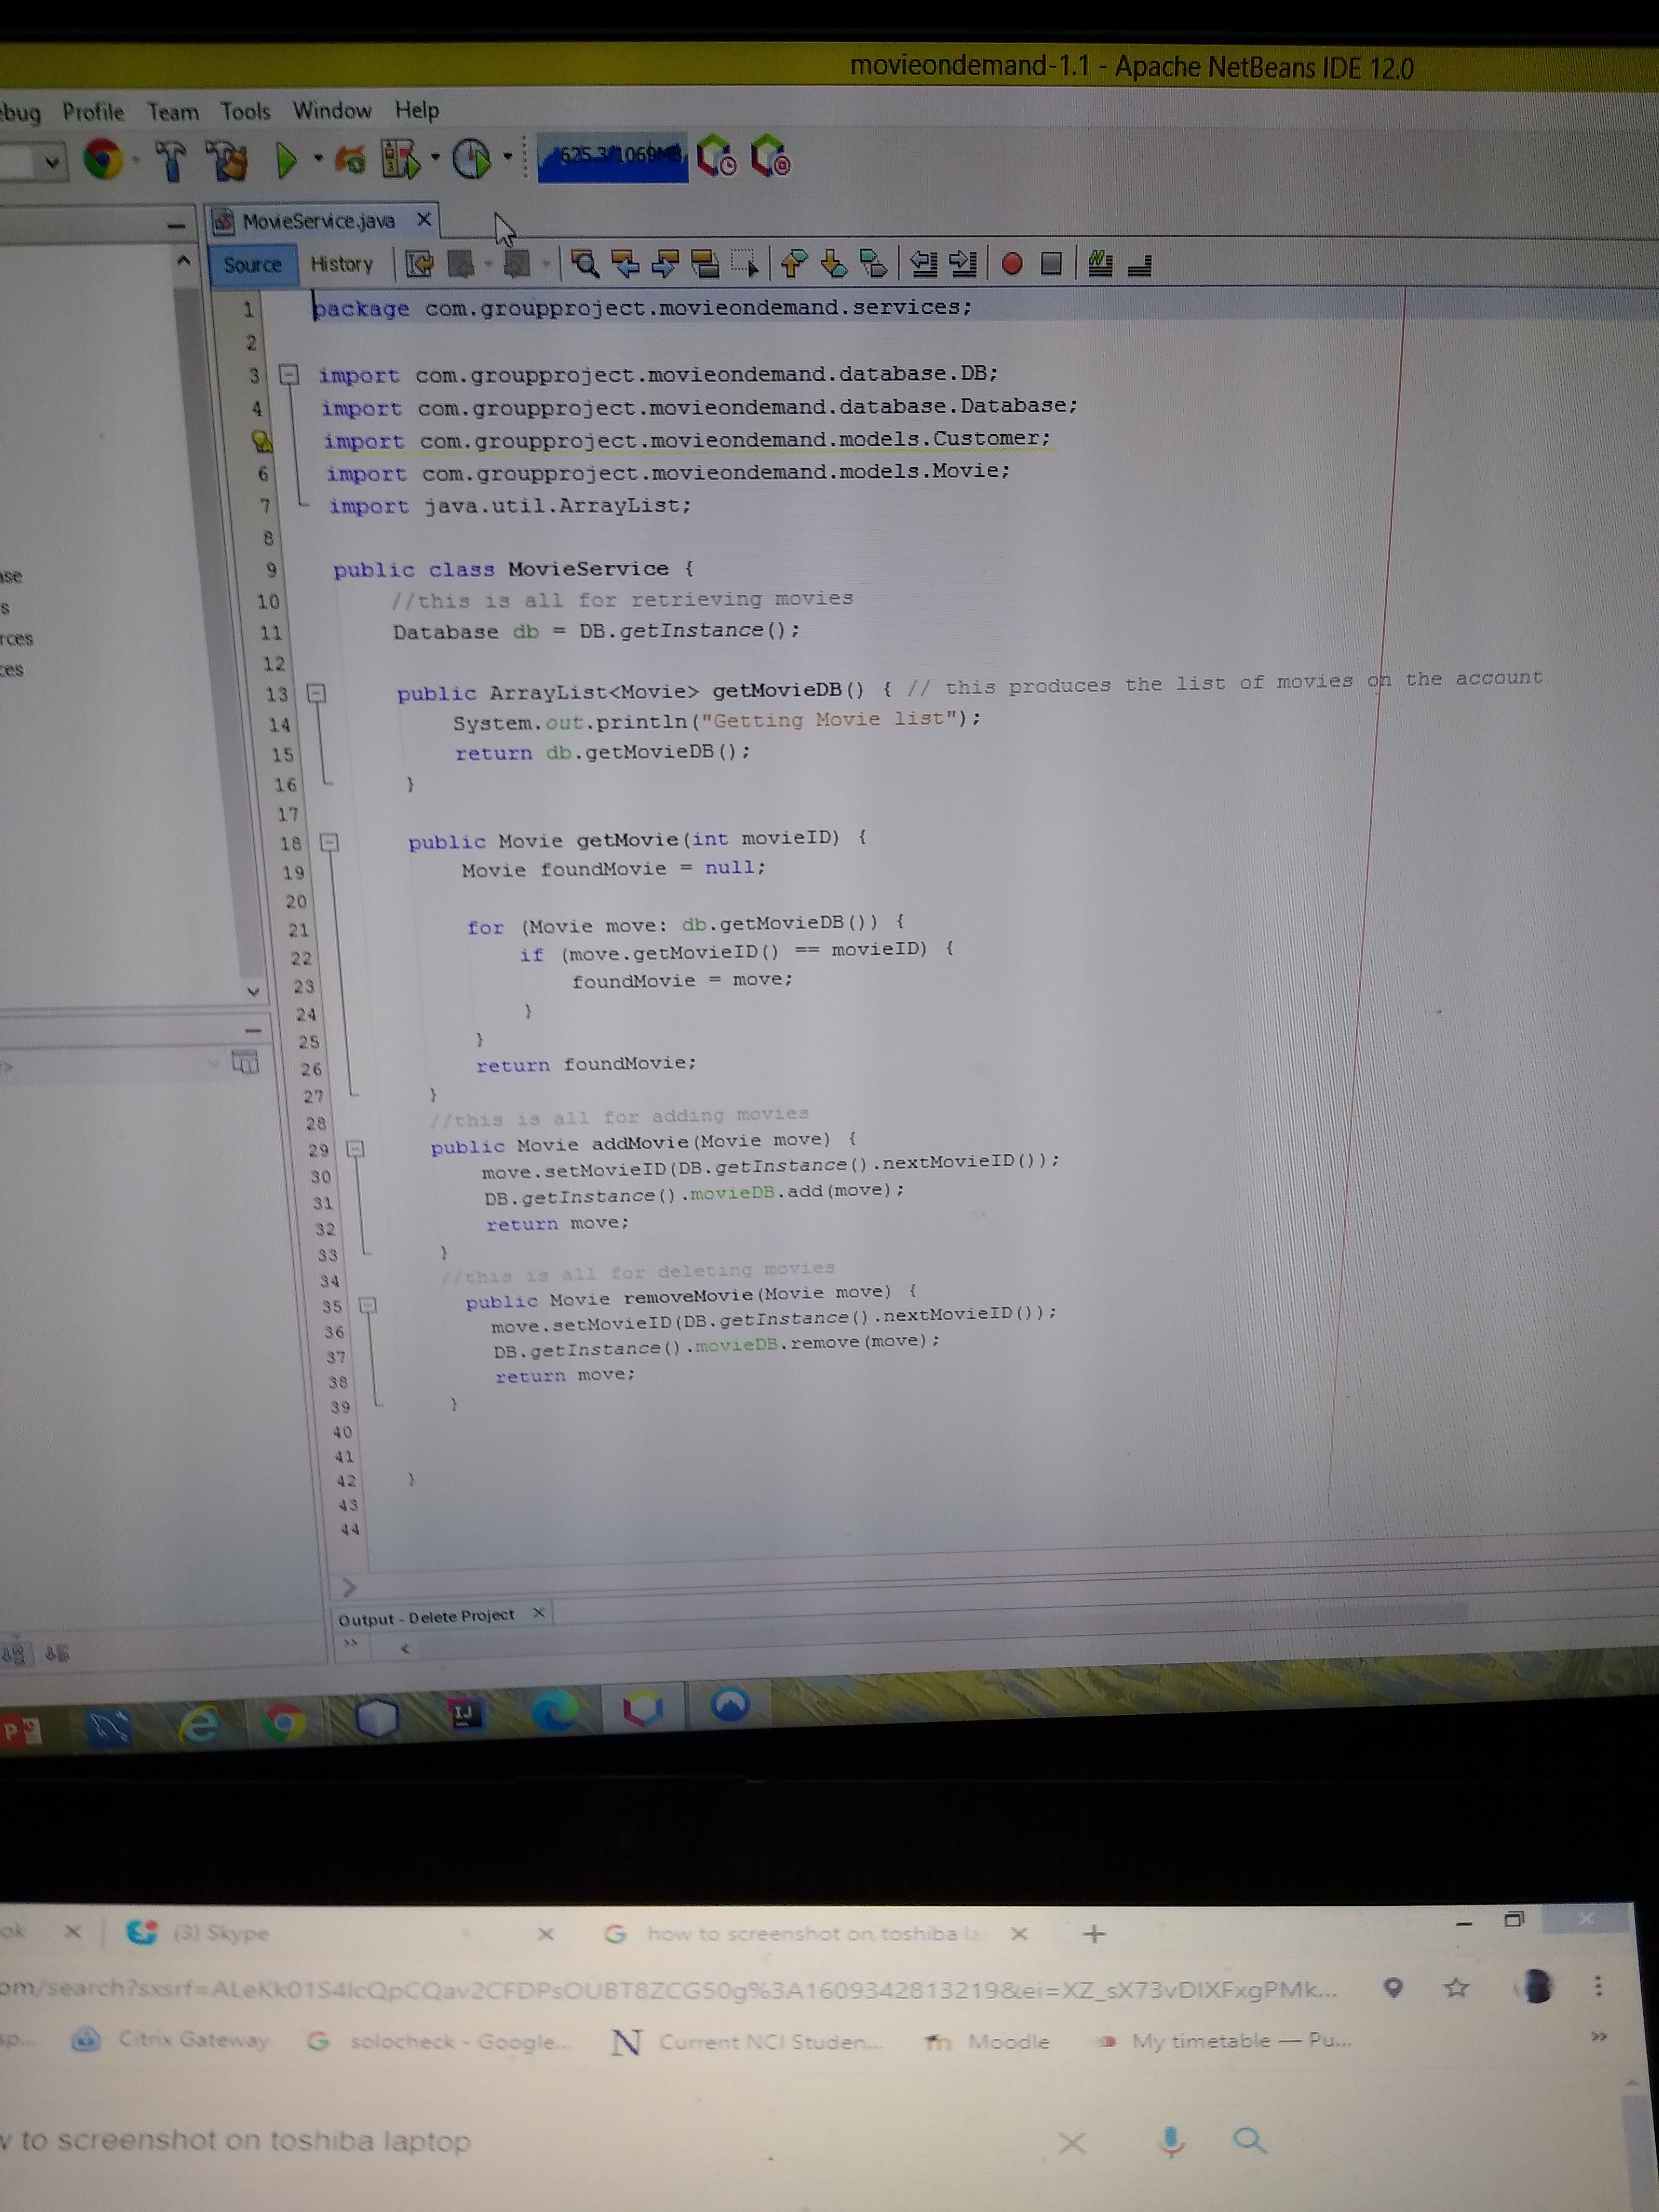 movieondemand-1.1 - Apache NetBeans IDE 12.0
ebug Profile Team Tools Window Help
625.3/1069MB
MovieService.java
Source History
1 package com.groupproject.movieondemand.services;
2
3 import com.groupproject.movieondemand.database.DB;
4 import com.groupproject.movieondemand.database.Database;
import com.groupproject.movieondemand.models.Customer;
6 import com.groupproject.movieondemand.models.Movie;
7 import java.util.ArrayList;
8
9 public class MovieService {
10 //this is all for retrieving movies
11 Database db = DB.getInstance();
12
13 public ArrayList<Movie> getMovieDB() { // this produces the list of movies on the account
14 System.out.println("Getting Movie list");
15 return db.getMovieDB();
16 }
17
18 public Movie getMovie(int movieID) {
19 Movie foundMovie = null;
20
21 for (Movie move: db.getMovieDB()) {
22 if (move.getMovieID() == movieID) {
23 foundMovie = move;
24 }
25 }
26 return foundMovie;
27 }
28 //this is all for adding movies
29 public Movie addMovie(Movie move) {
30 move.setMovieID(DB.getInstance().nextMovieID());
31 DB.getInstance().movieDB.add(move);
32 return move;
33 }
34 //this is all for deleting movies
35 public Movie removeMovie(Movie move) {
36 move.setMovieID(DB.getInstance().nextMovieID());
37 DB.getInstance().movieDB.remove(move);
38 return move;
39 }
40
41
42 }
43
44
ase
s
rces
ces
Output - Delete Project
ok (3) Skype how to screenshot on toshiba la
om/search?sxsrf=ALeKk01S4IcQpCQav2CFDPsOUBT8ZCG50g%3A1609342813219&ei=XZ_sX73vDIXFxgPMk...
sp... Citrix Gateway solocheck - Google... Current NCI Studen... Moodle My timetable — Pu...
w to screenshot on toshiba laptop